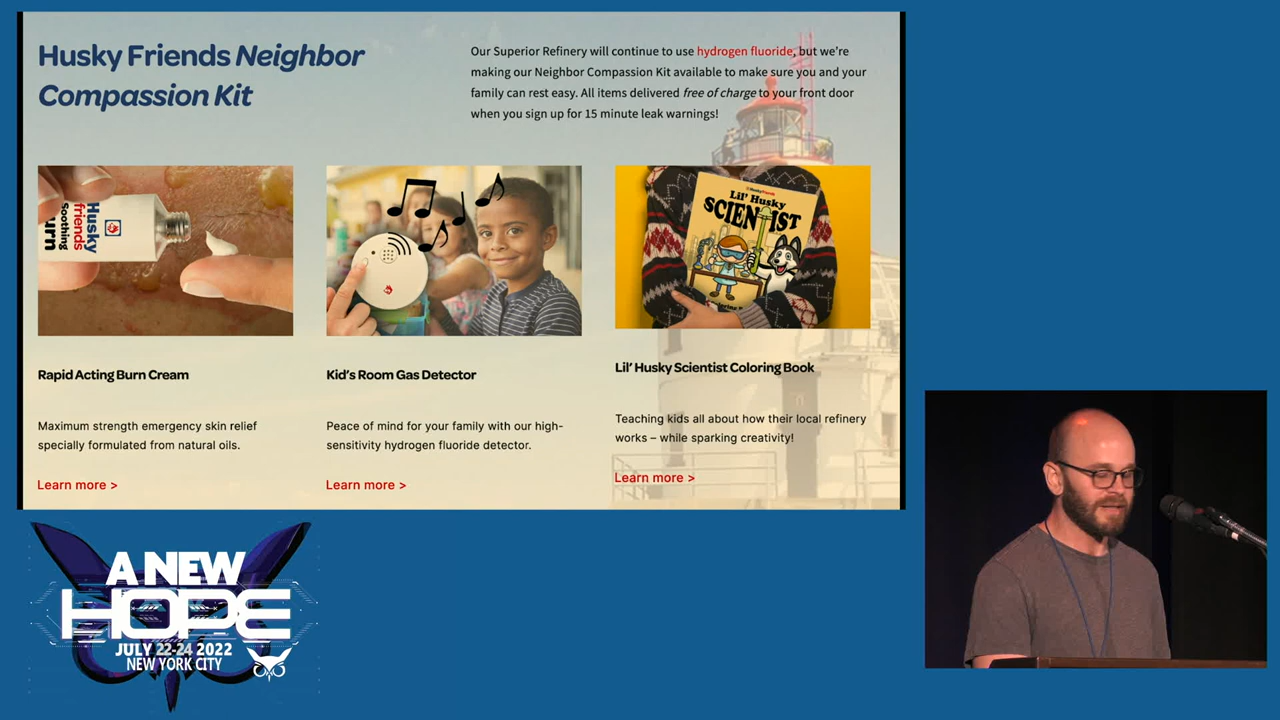 Husky Friends Neighbor
Compassion Kit
Our Superior Refinery will continue to use hydrogen fluoride, but we're
making our Neighbor Compassion Kit available to make sure you and your
family can rest easy. All items delivered free of charge to your front door
when you sign up for 15 minute leak warnings!
Husky
friends
Soothing
urn
HuskyFriends
Lil' Husky
SCIENTIST
Rapid Acting Burn Cream
Kid's Room Gas Detector
Lil' Husky Scientist Coloring Book
Maximum strength emergency skin relief
specially formulated from natural oils.
Peace of mind for your family with our high-
sensitivity hydrogen fluoride detector.
Teaching kids all about how their local refinery
works – while sparking creativity!
Learn more >
Learn more >
Learn more >
A NEW
HOPE
JULY 22-24 2022
NEW YORK CITY